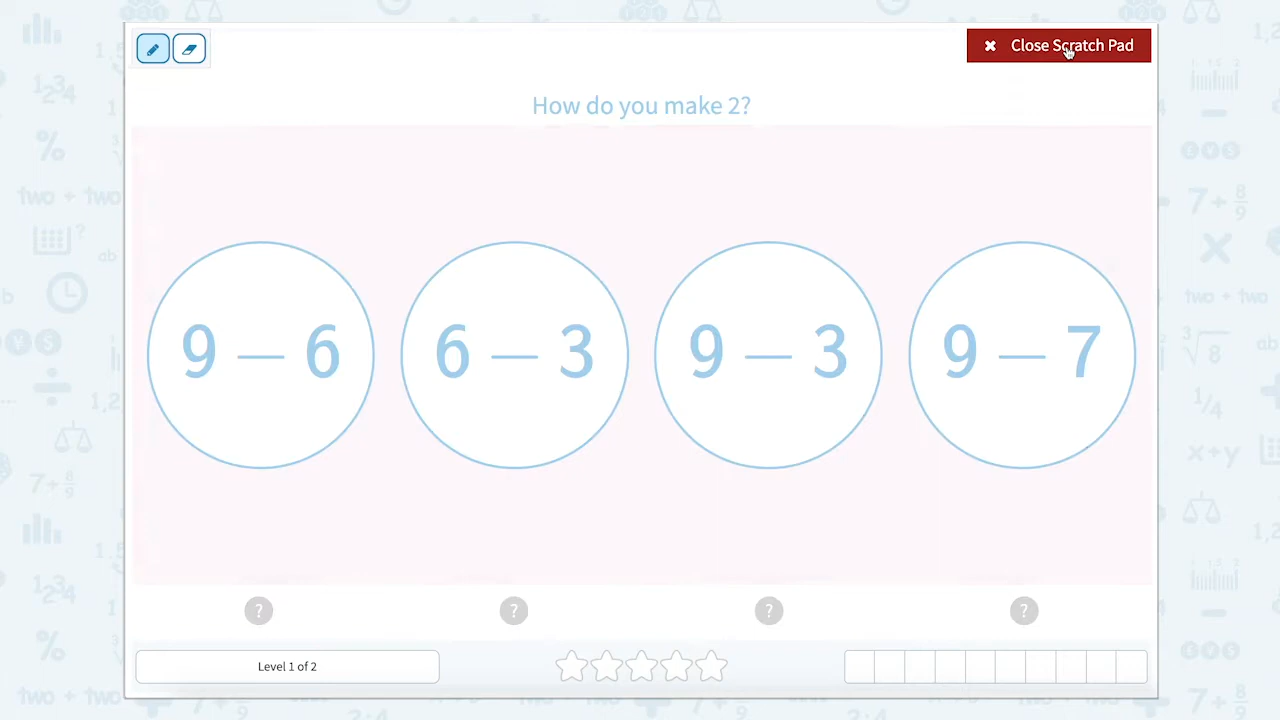 ✖ Close Scratch Pad
How do you make 2?
9 – 6
6 – 3
9 – 3
9 – 7
? ? ? ?
Level 1 of 2